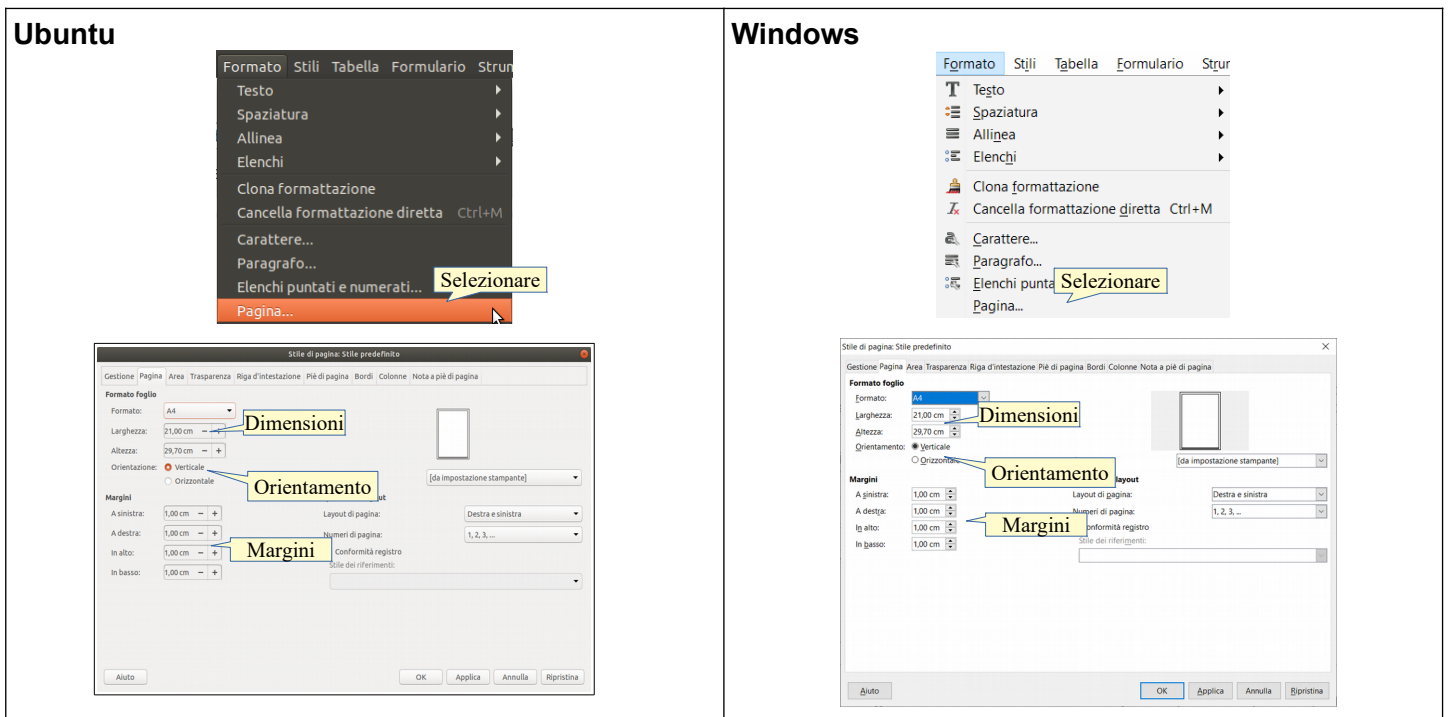 Ubuntu
Formato Stili Tabella Formulario Strun
Testo
Spaziatura
Allinea
Elenchi
Clona formattazione
Cancella formattazione diretta Ctrl+M
Carattere...
Paragrafo...
Elenchi puntati e numerati...
Selezionare
Pagina...
Stile di pagina: Stile predefinito
Gestione Pagina Area Trasparenza Riga d'intestazione Piè di pagina Bordi Colonne Nota a piè di pagina
Formato foglio
Formato: A4
Larghezza: 21,00 cm − +
Dimensioni
Altezza: 29,70 cm − +
Orientazione: Verticale
Orizzontale
Orientamento
[da impostazione stampante]
Margini
A sinistra: 1,00 cm − + Layout di pagina: Destra e sinistra
A destra: 1,00 cm − + Numeri di pagina: 1, 2, 3, ...
In alto: 1,00 cm − + Conformità registro
Margini
In basso: 1,00 cm − + Stile dei riferimenti:
Aiuto OK Applica Annulla Ripristina
Windows
Formato Stili Tabella Formulario Strur
Testo
Spaziatura
Allinea
Elenchi
Clona formattazione
Cancella formattazione diretta Ctrl+M
Carattere...
Paragrafo...
Elenchi punta
Selezionare
Pagina...
Stile di pagina: Stile predefinito
Gestione Pagina Area Trasparenza Riga d'intestazione Piè di pagina Bordi Colonne Nota a piè di pagina
Formato foglio
Formato: A4
Larghezza: 21,00 cm
Dimensioni
Altezza: 29,70 cm
Orientamento: Verticale
Orizzontale
Orientamento
[da impostazione stampante]
Margini layout
A sinistra: 1,00 cm Layout di pagina: Destra e sinistra
A destra: 1,00 cm Numeri di pagina: 1, 2, 3, ...
In alto: 1,00 cm Conformità registro
Margini
In basso: 1,00 cm Stile dei riferimenti:
Aiuto OK Applica Annulla Ripristina